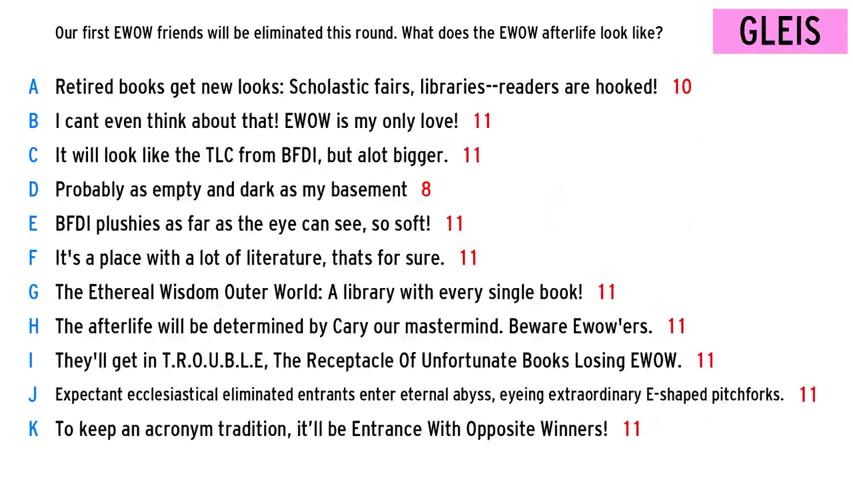 Our first EWOW friends will be eliminated this round. What does the EWOW afterlife look like?
GLEIS
A Retired books get new looks: Scholastic fairs, libraries--readers are hooked! 10
B I cant even think about that! EWOW is my only love! 11
C It will look like the TLC from BFDI, but alot bigger. 11
D Probably as empty and dark as my basement 8
E BFDI plushies as far as the eye can see, so soft! 11
F It's a place with a lot of literature, thats for sure. 11
G The Ethereal Wisdom Outer World: A library with every single book! 11
H The afterlife will be determined by Cary our mastermind. Beware Ewow'ers. 11
I They'll get in T.R.O.U.B.L.E, The Receptacle Of Unfortunate Books Losing EWOW. 11
J Expectant ecclesiastical eliminated entrants enter eternal abyss, eyeing extraordinary E-shaped pitchforks. 11
K To keep an acronym tradition, it’ll be Entrance With Opposite Winners! 11